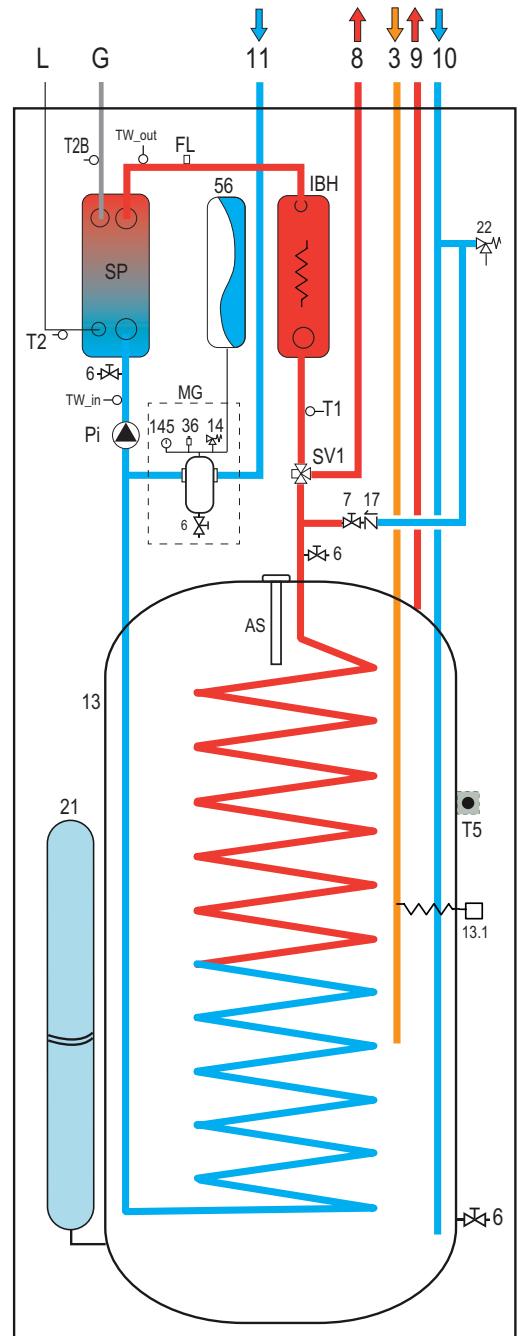 L G 11 8 3 9 10
TW_out FL
T2B
56 IBH
22
SP
T2
6
MG
TW_in
T1
145 36 14
Pi
SV1
7 17
6
6
AS
13
21
T5
13.1
6